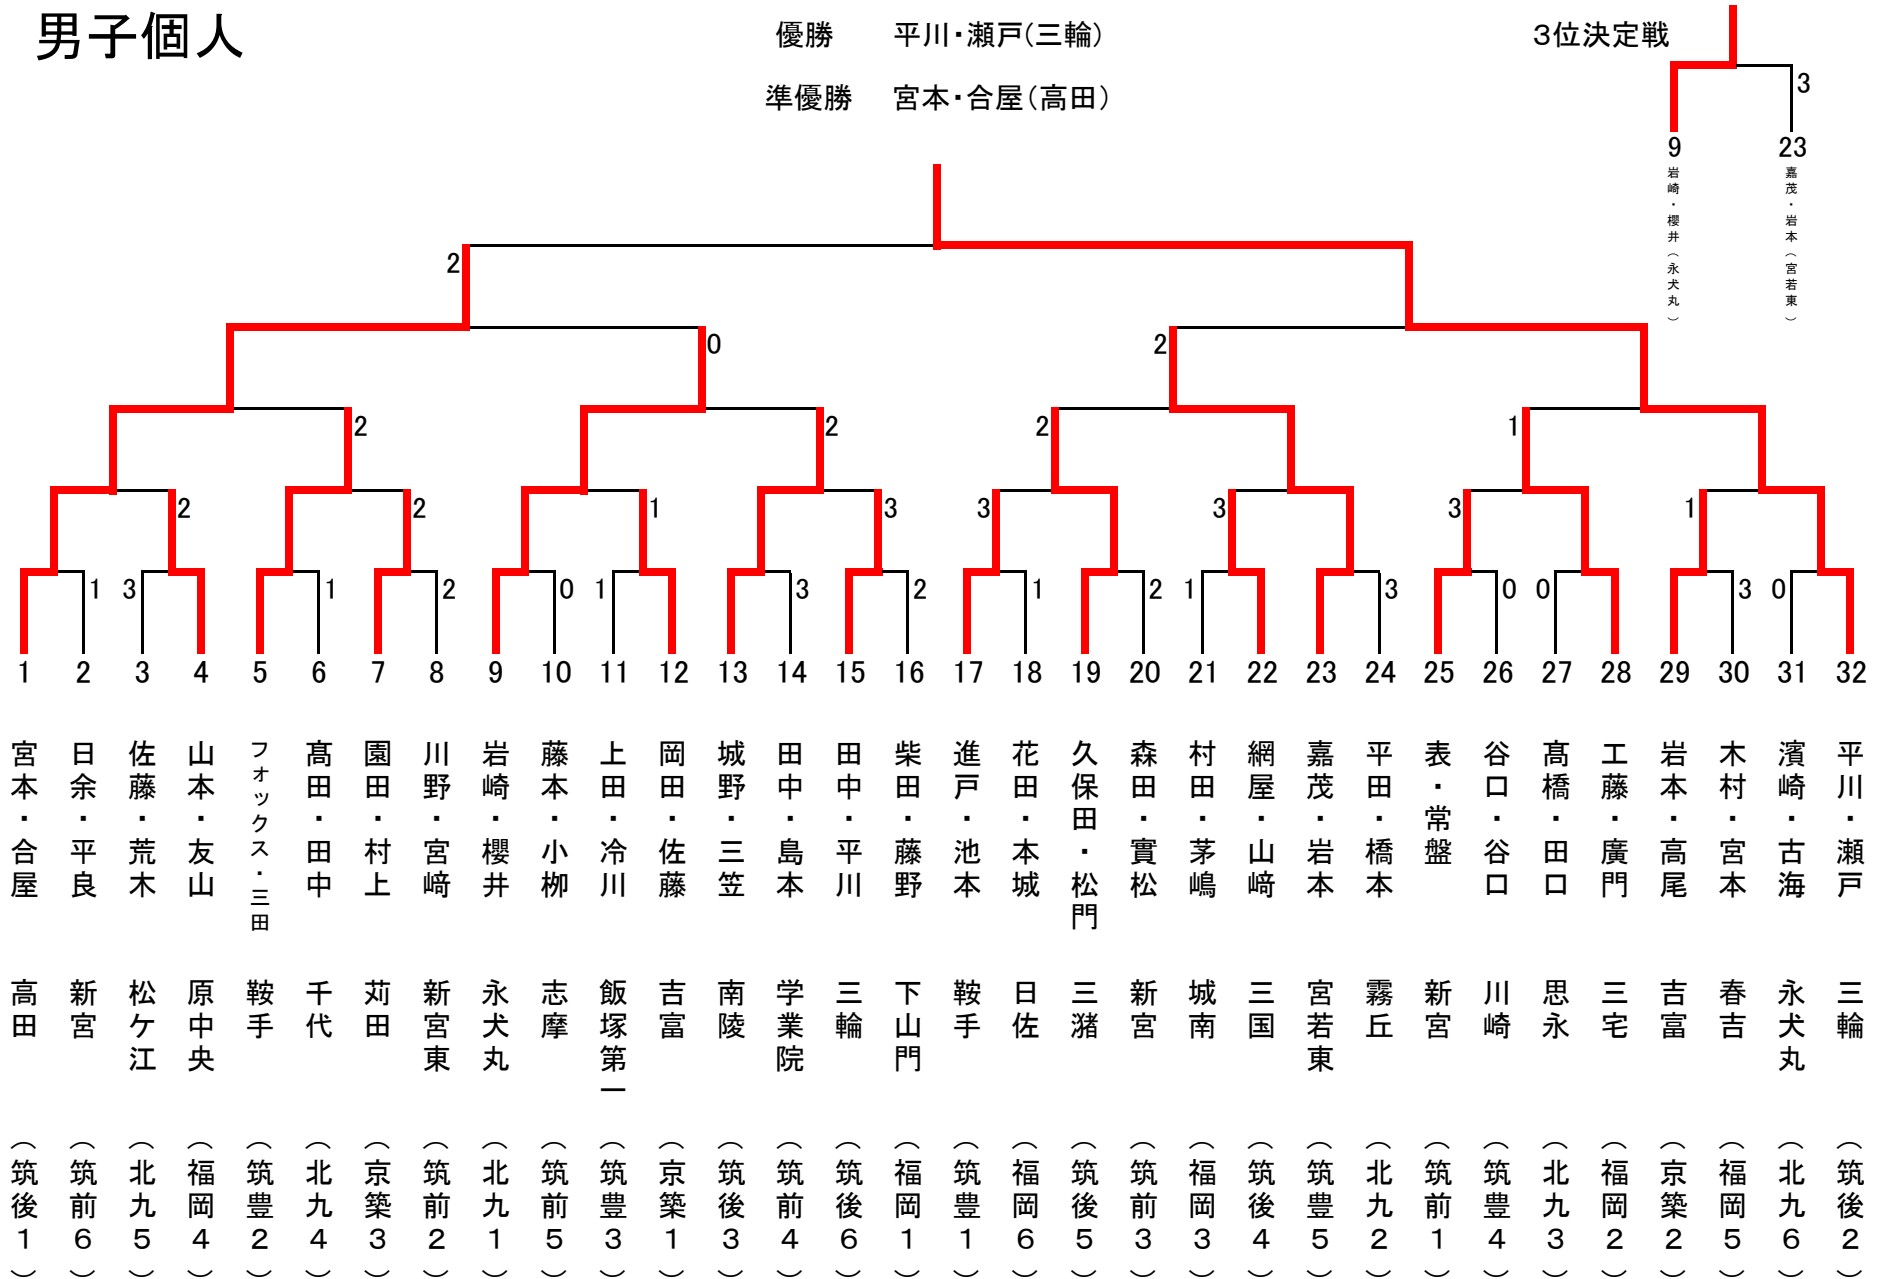 男子個人
優勝 平川・瀬戸(三輪)
準優勝 宮本・合屋(高田)
3位決定戦
3
9 23
岩崎・櫻井(永犬丸)
嘉茂・岩本(宮若東)
2
0 2
2 2 2 1
2 2 1 3 3 3 3 1
1 3 1 2 0 1 3 2 1 2 1 3 0 0 3 0
1 2 3 4 5 6 7 8 9 10 11 12 13 14 15 16 17 18 19 20 21 22 23 24 25 26 27 28 29 30 31 32
宮本・合屋 高田 (筑後1)
日余・平良 新宮 (筑前6)
佐藤・荒木 松ケ江 (北九5)
山本・友山 原中央 (福岡4)
フォックス・三田 鞍手 (筑豊2)
髙田・田中 千代 (北九4)
園田・村上 苅田 (京築3)
川野・宮﨑 新宮東 (筑前2)
岩崎・櫻井 永犬丸 (北九1)
藤本・小栁 志摩 (筑前5)
上田・冷川 飯塚第一 (筑豊3)
岡田・佐藤 吉富 (京築1)
城野・三笠 南陵 (筑後3)
田中・島本 学業院 (筑前4)
田中・平川 三輪 (筑後6)
柴田・藤野 下山門 (福岡1)
進戸・池本 鞍手 (筑豊1)
花田・本城 日佐 (福岡6)
久保田・松門 三潴 (筑後5)
森田・實松 新宮 (筑前3)
村田・茅嶋 城南 (福岡3)
網屋・山﨑 三国 (筑後4)
嘉茂・岩本 宮若東 (筑豊5)
平田・橋本 霧丘 (北九2)
表・常盤 新宮 (筑前1)
谷口・谷口 川崎 (筑豊4)
髙橋・田口 思永 (北九3)
工藤・廣門 三宅 (福岡2)
岩本・高尾 吉富 (京築2)
木村・宮本 春吉 (福岡5)
濱崎・古海 永犬丸 (北九6)
平川・瀬戸 三輪 (筑後2)